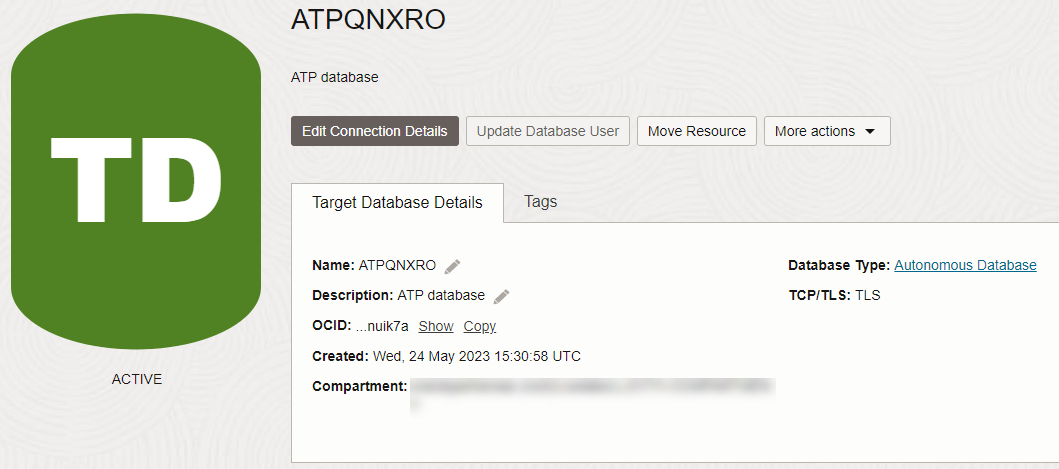 ATPQNXRO
ATP database
Edit Connection Details Update Database User Move Resource More actions
TD
ACTIVE
Target Database Details Tags
Name: ATPQNXRO
Description: ATP database
OCID: ...nuik7a Show Copy
Created: Wed, 24 May 2023 15:30:58 UTC
Compartment:
Database Type: Autonomous Database
TCP/TLS: TLS